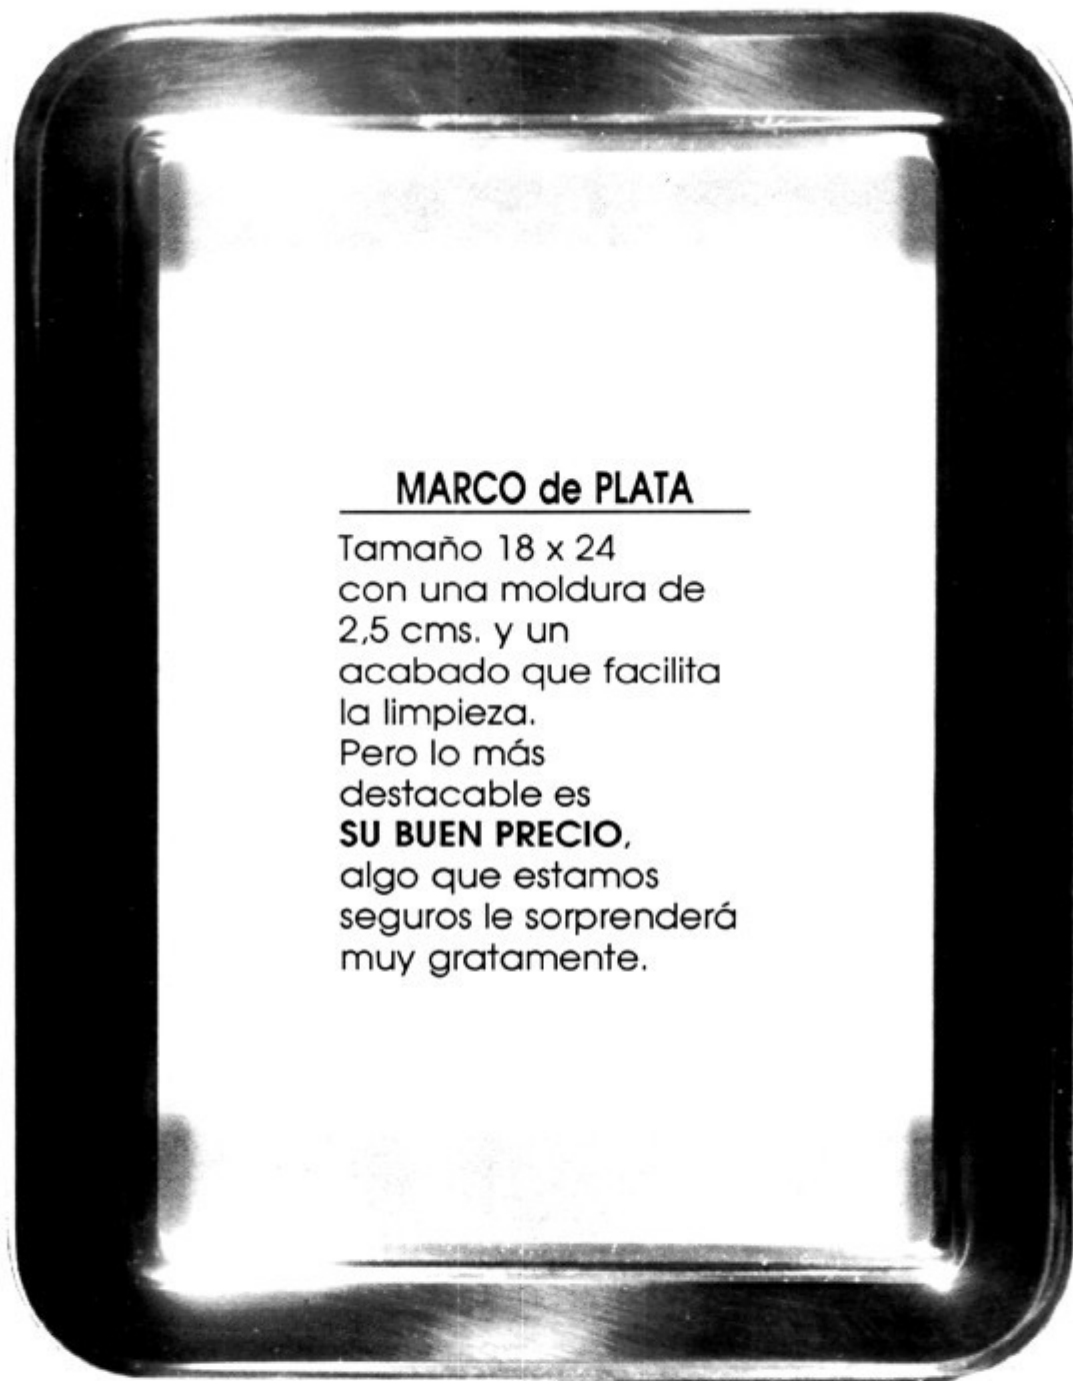 MARCO de PLATA
Tamaño 18 x 24
con una moldura de
2,5 cms. y un
acabado que facilita
la limpieza.
Pero lo más
destacable es
SU BUEN PRECIO,
algo que estamos
seguros le sorprenderá
muy gratamente.